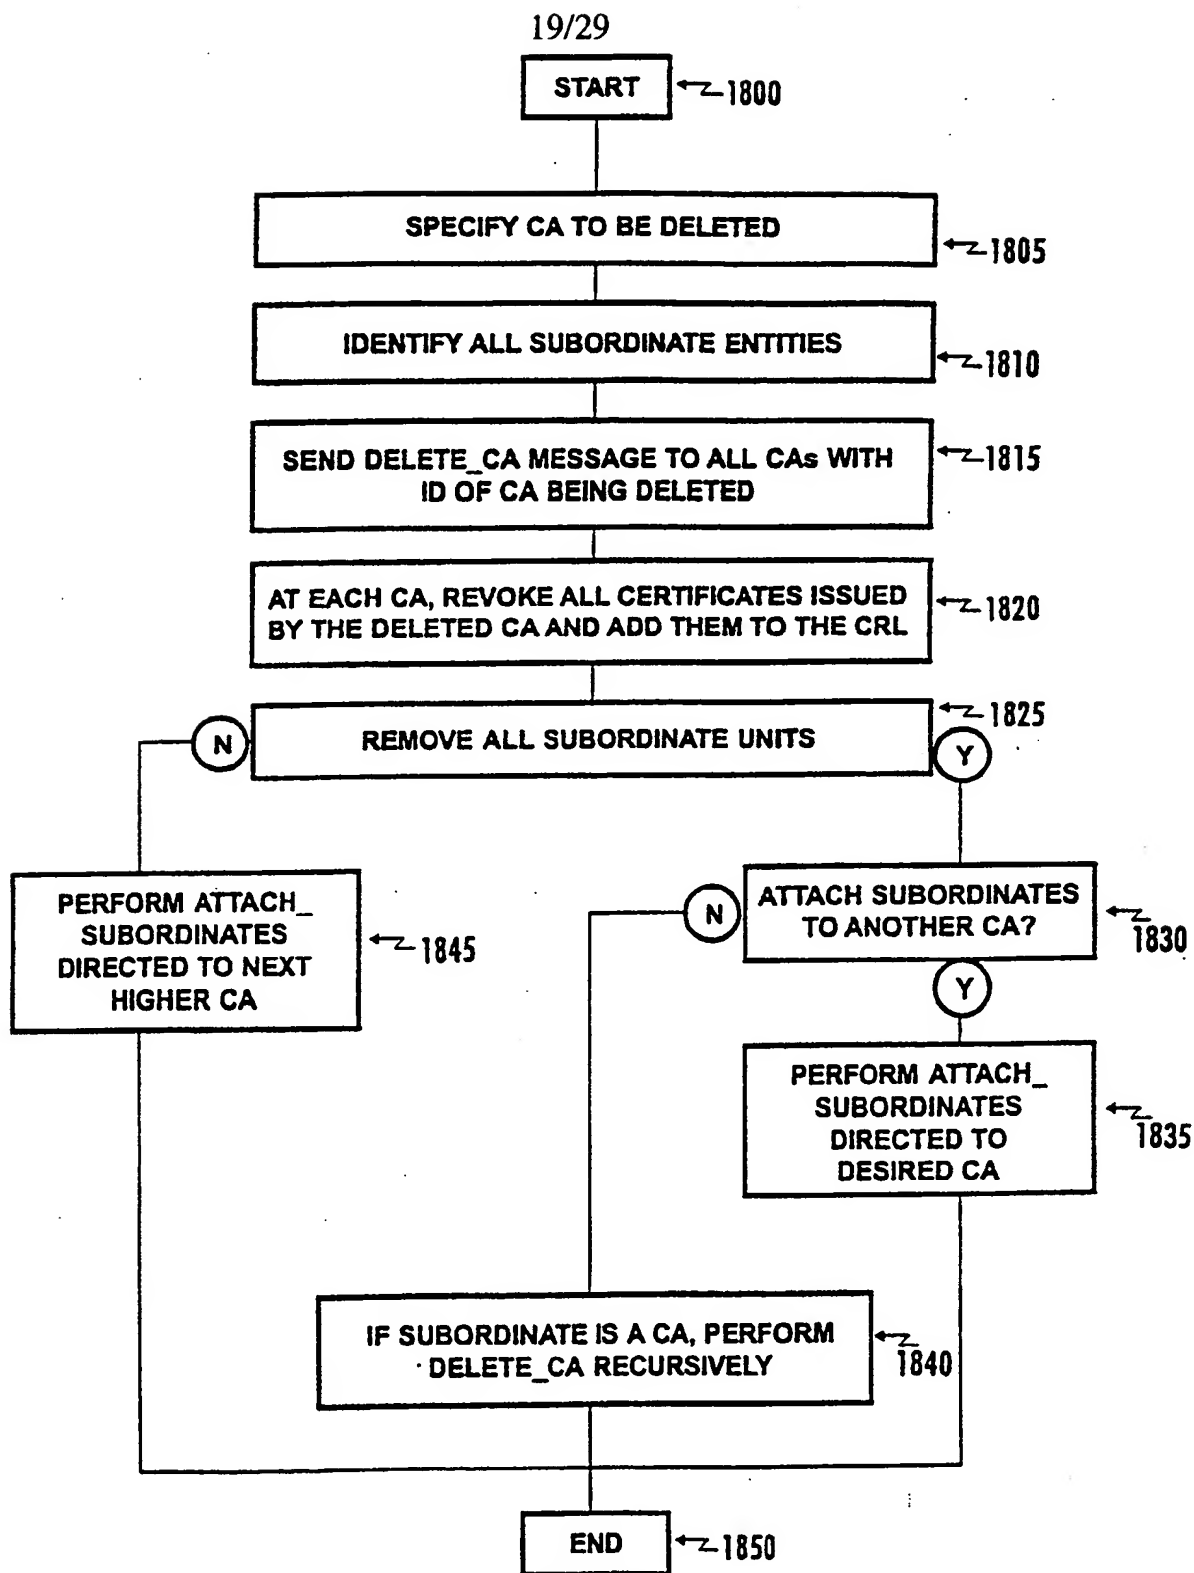 19/29
START
1800
SPECIFY CA TO BE DELETED
1805
IDENTIFY ALL SUBORDINATE ENTITIES
1810
SEND DELETE_CA MESSAGE TO ALL CAs WITH
ID OF CA BEING DELETED
1815
AT EACH CA, REVOKE ALL CERTIFICATES ISSUED
BY THE DELETED CA AND ADD THEM TO THE CRL
1820
REMOVE ALL SUBORDINATE UNITS
1825
N
Y
PERFORM ATTACH_
SUBORDINATES
DIRECTED TO NEXT
HIGHER CA
1845
N
ATTACH SUBORDINATES
TO ANOTHER CA?
1830
Y
PERFORM ATTACH_
SUBORDINATES
DIRECTED TO
DESIRED CA
1835
IF SUBORDINATE IS A CA, PERFORM
DELETE_CA RECURSIVELY
1840
END
1850